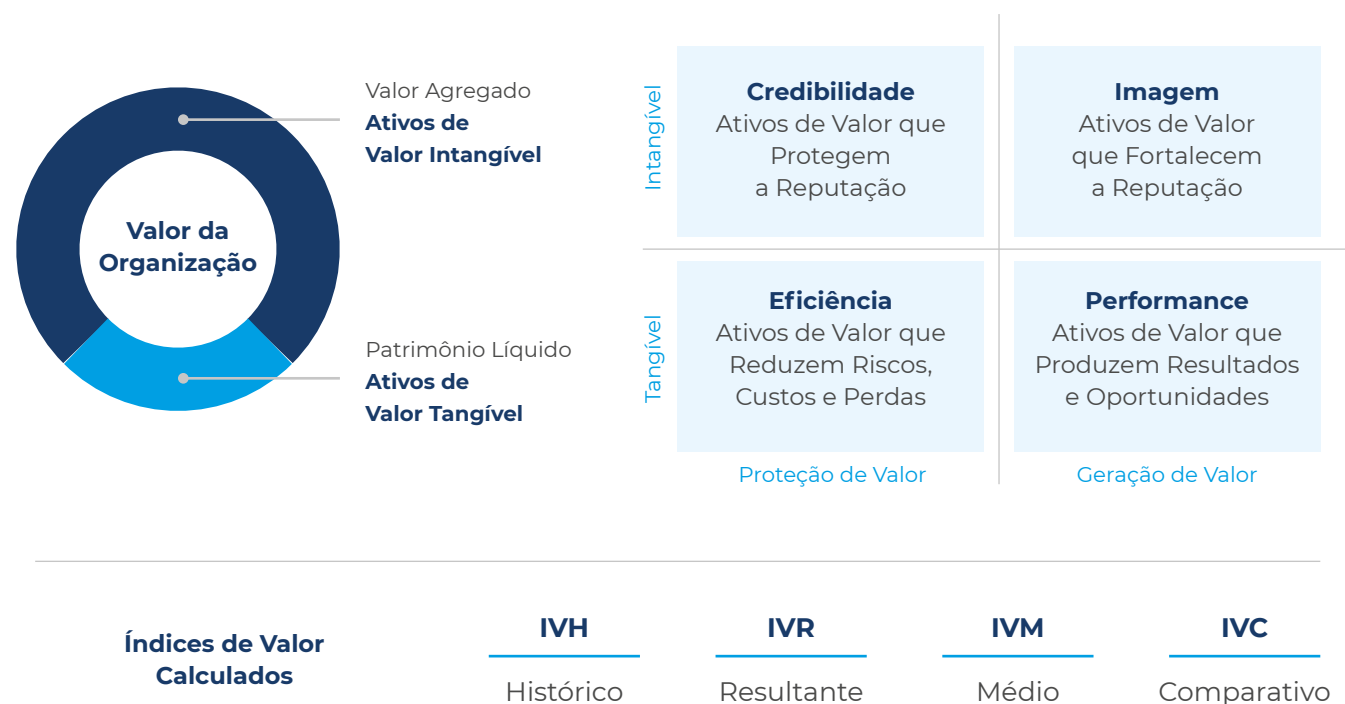 Valor da
Organização
Valor Agregado
Ativos de
Valor Intangível
Patrimônio Líquido
Ativos de
Valor Tangível
Intangível
Credibilidade
Ativos de Valor que
Protegem
a Reputação
Imagem
Ativos de Valor
que Fortalecem
a Reputação
Tangível
Eficiência
Ativos de Valor que
Reduzem Riscos,
Custos e Perdas
Performance
Ativos de Valor que
Produzem Resultados
e Oportunidades
Proteção de Valor
Geração de Valor
Índices de Valor
Calculados
IVH
Histórico
IVR
Resultante
IVM
Médio
IVC
Comparativo